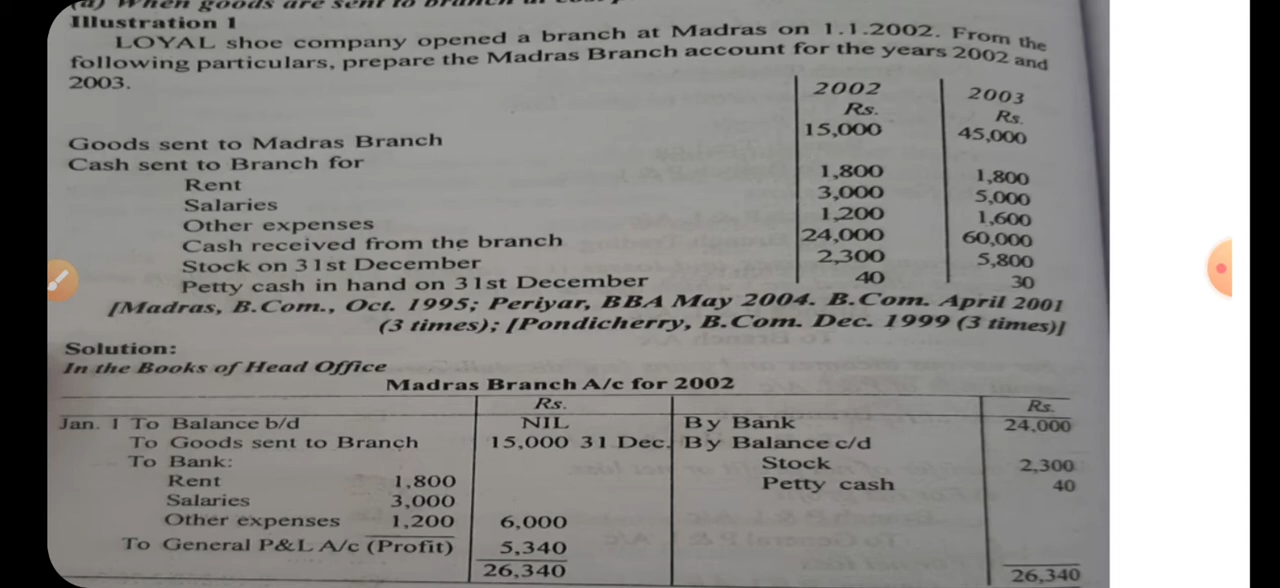 (a) When goods are sent to branch at cost p
Illustration 1
LOYAL shoe company opened a branch at Madras on 1.1.2002. From the
following particulars, prepare the Madras Branch account for the years 2002 and
2003.
2002 2003
Rs. Rs.
Goods sent to Madras Branch 15,000 45,000
Cash sent to Branch for
Rent 1,800 1,800
Salaries 3,000 5,000
Other expenses 1,200 1,600
Cash received from the branch 24,000 60,000
Stock on 31st December 2,300 5,800
Petty cash in hand on 31st December 40 30
[Madras, B.Com., Oct. 1995; Periyar, BBA May 2004. B.Com. April 2001
(3 times); [Pondicherry, B.Com. Dec. 1999 (3 times)]
Solution:
In the Books of Head Office
Madras Branch A/c for 2002
Rs. Rs.
Jan. 1 To Balance b/d NIL By Bank 24,000
To Goods sent to Branch 15,000 31 Dec. By Balance c/d
To Bank: Stock 2,300
Rent 1,800 Petty cash 40
Salaries 3,000
Other expenses 1,200 6,000
To General P&L A/c (Profit) 5,340
26,340 26,340